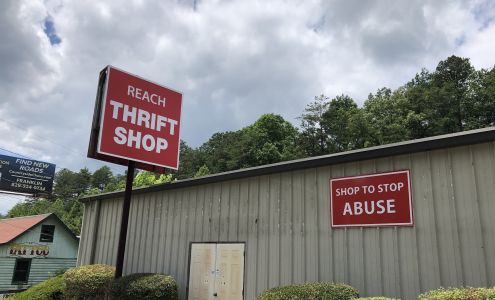 REACH
THRIFT
SHOP
SHOP TO STOP
ABUSE
FIND NEW
ROADS
FRANKLIN
TATTOO